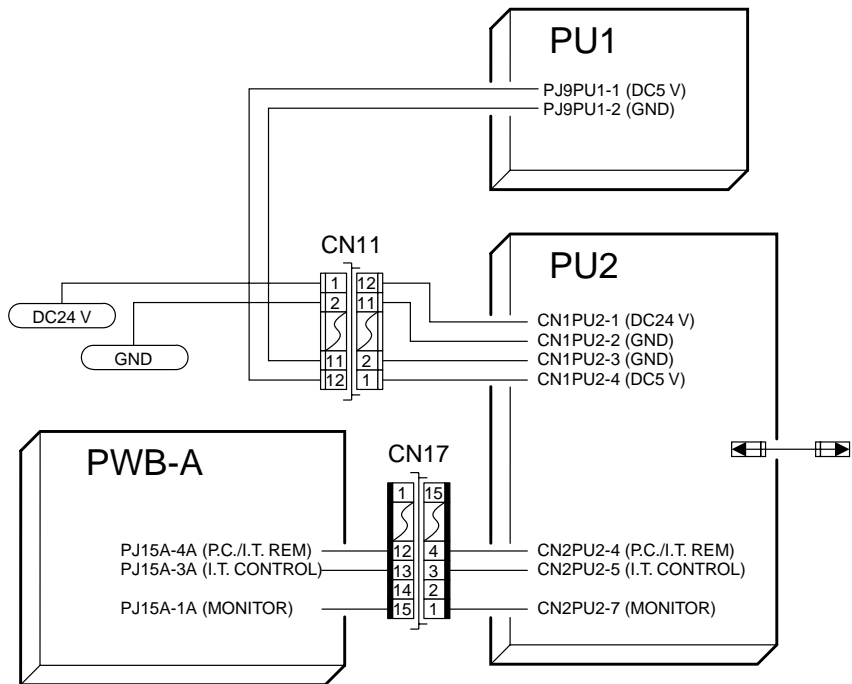 PU1
PJ9PU1-1 (DC5 V)
PJ9PU1-2 (GND)
CN11
1 12
2 11
11 2
12 1
DC24 V
GND
PU2
CN1PU2-1 (DC24 V)
CN1PU2-2 (GND)
CN1PU2-3 (GND)
CN1PU2-4 (DC5 V)
PWB-A
CN17
1 15
12 4
13 3
14 2
15 1
PJ15A-4A (P.C./I.T. REM)
PJ15A-3A (I.T. CONTROL)
PJ15A-1A (MONITOR)
CN2PU2-4 (P.C./I.T. REM)
CN2PU2-5 (I.T. CONTROL)
CN2PU2-7 (MONITOR)